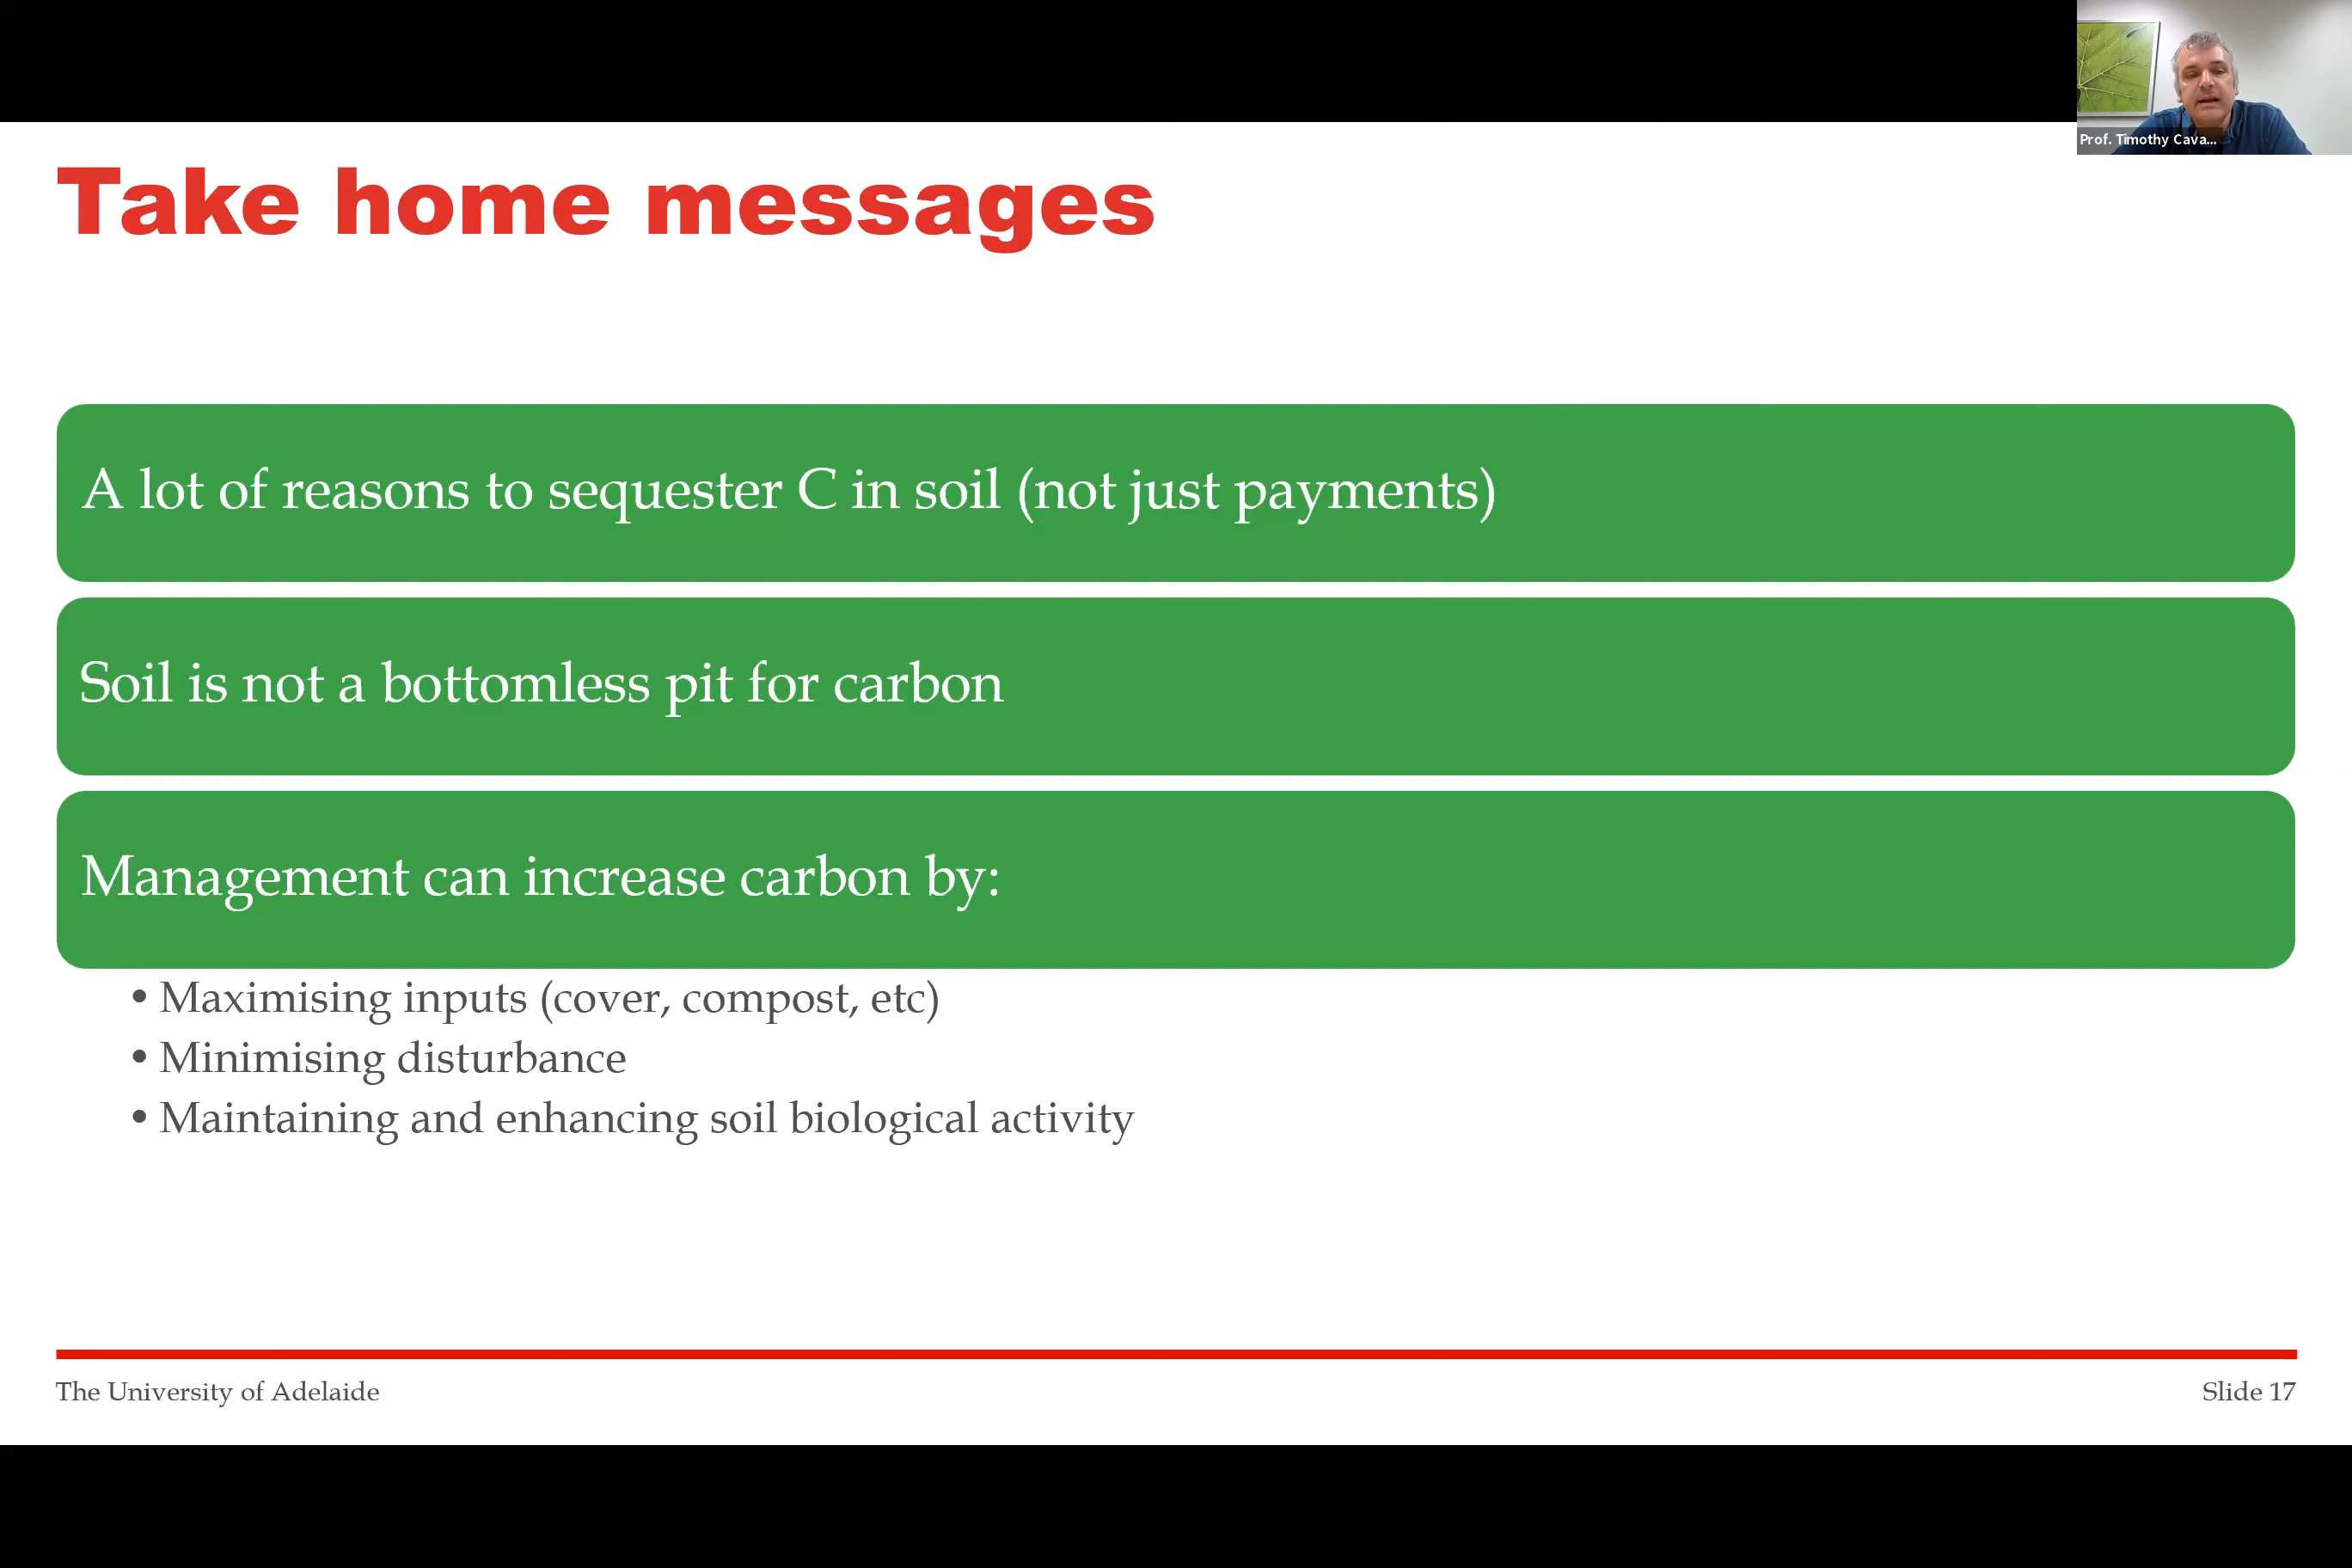 Prof. Timothy Cava...
Take home messages
A lot of reasons to sequester C in soil (not just payments)
Soil is not a bottomless pit for carbon
Management can increase carbon by:
• Maximising inputs (cover, compost, etc)
• Minimising disturbance
• Maintaining and enhancing soil biological activity
The University of Adelaide
Slide 17